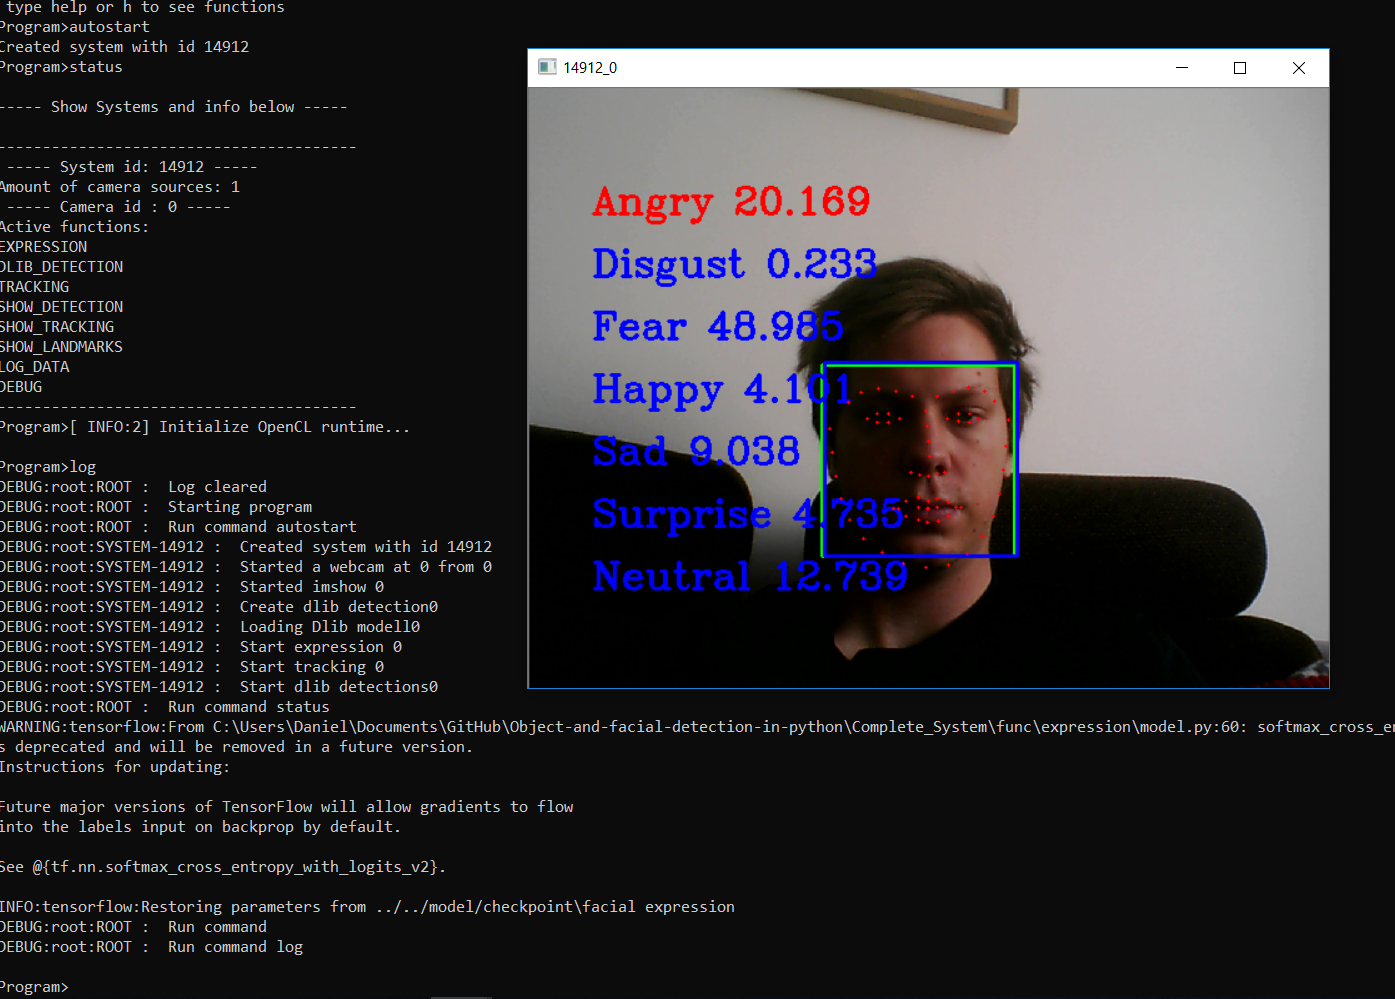 type help or h to see functions
Program>autostart
Created system with id 14912
Program>status
----- Show Systems and info below -----
----------------------------------------
----- System id: 14912 -----
Amount of camera sources: 1
----- Camera id : 0 -----
Active functions:
EXPRESSION
DLIB_DETECTION
TRACKING
SHOW_DETECTION
SHOW_TRACKING
SHOW_LANDMARKS
LOG_DATA
DEBUG
----------------------------------------
Program>[ INFO:2] Initialize OpenCL runtime...
Program>log
DEBUG:root:ROOT :  Log cleared
DEBUG:root:ROOT :  Starting program
DEBUG:root:ROOT :  Run command autostart
DEBUG:root:SYSTEM-14912 :  Created system with id 14912
DEBUG:root:SYSTEM-14912 :  Started a webcam at 0 from 0
DEBUG:root:SYSTEM-14912 :  Started imshow 0
DEBUG:root:SYSTEM-14912 :  Create dlib detection0
DEBUG:root:SYSTEM-14912 :  Loading Dlib modell0
DEBUG:root:SYSTEM-14912 :  Start expression 0
DEBUG:root:SYSTEM-14912 :  Start tracking 0
DEBUG:root:SYSTEM-14912 :  Start dlib detections0
DEBUG:root:ROOT :  Run command status
WARNING:tensorflow:From C:\Users\Daniel\Documents\GitHub\Object-and-facial-detection-in-python\Complete_System\func\expression\model.py:60: softmax_cross_en
s deprecated and will be removed in a future version.
Instructions for updating:
Future major versions of TensorFlow will allow gradients to flow
into the labels input on backprop by default.
See @{tf.nn.softmax_cross_entropy_with_logits_v2}.
INFO:tensorflow:Restoring parameters from ../../model/checkpoint\facial expression
DEBUG:root:ROOT :  Run command
DEBUG:root:ROOT :  Run command log
Program>
14912_0
Angry 20.169
Disgust 0.233
Fear 48.985
Happy 4.101
Sad 9.038
Surprise 4.735
Neutral 12.739